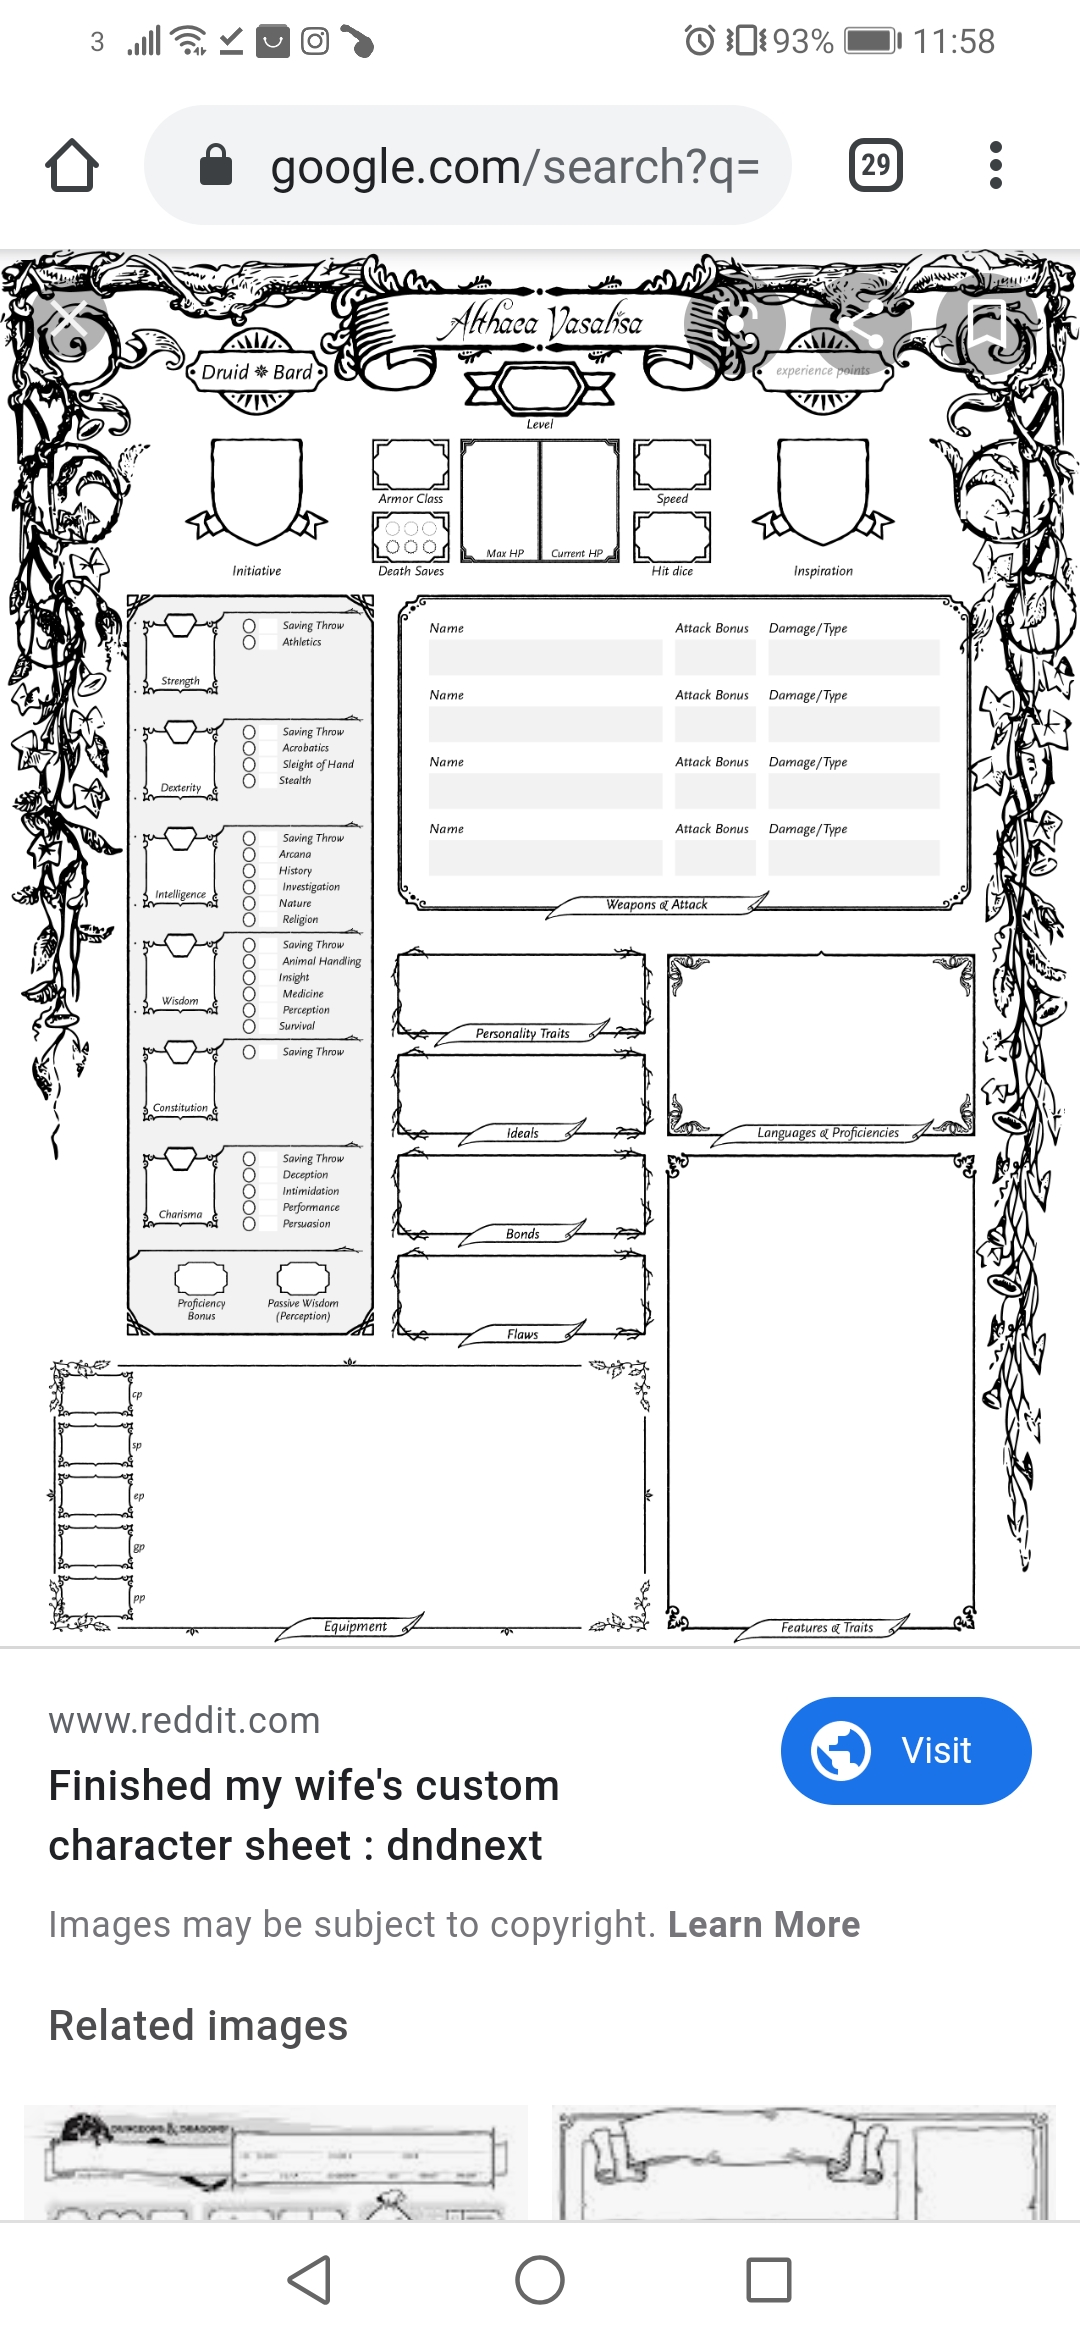 3
93%
11:58
google.com/search?q=
29
Althaea Vasalisa
Druid ❋ Bard
experience points
Level
Armor Class
Speed
Max HP
Current HP
Death Saves
Hit dice
Initiative
Inspiration
Saving Throw
Athletics
Strength
Saving Throw
Acrobatics
Sleight of Hand
Stealth
Dexterity
Saving Throw
Arcana
History
Investigation
Nature
Religion
Intelligence
Saving Throw
Animal Handling
Insight
Medicine
Perception
Survival
Wisdom
Saving Throw
Constitution
Saving Throw
Deception
Intimidation
Performance
Persuasion
Charisma
Proficiency
Bonus
Passive Wisdom
(Perception)
Name Attack Bonus Damage/Type
Name Attack Bonus Damage/Type
Name Attack Bonus Damage/Type
Name Attack Bonus Damage/Type
Weapons & Attack
Personality Traits
Ideals
Bonds
Flaws
Languages & Proficiencies
cp
sp
ep
gp
pp
Equipment
Features & Traits
www.reddit.com
Visit
Finished my wife's custom
character sheet : dndnext
Images may be subject to copyright. Learn More
Related images
DUNGEONS & DRAGONS